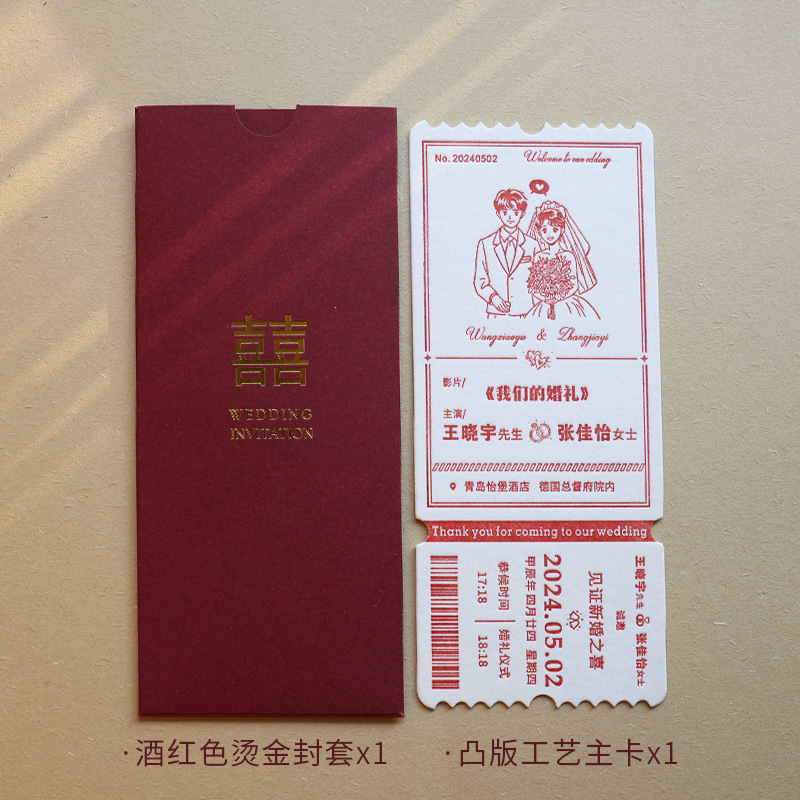 囍
WEDDING
INVITATION
No. 20240502 Welcome to our edding
Wangxiaoyu & Zhangjiayi
影片/
《我们的婚礼》
主演/
王晓宇先生 张佳怡女士
青岛怡堡酒店 德国总督府院内
Thank you for coming to our wedding
王晓宇先生 张佳怡女士
诚邀
见证新婚之喜
2024.05.02
甲辰年 四月廿四 星期四
恭候时间 婚礼仪式
17:18 18:18
·酒红色烫金封套x1
·凸版工艺主卡x1